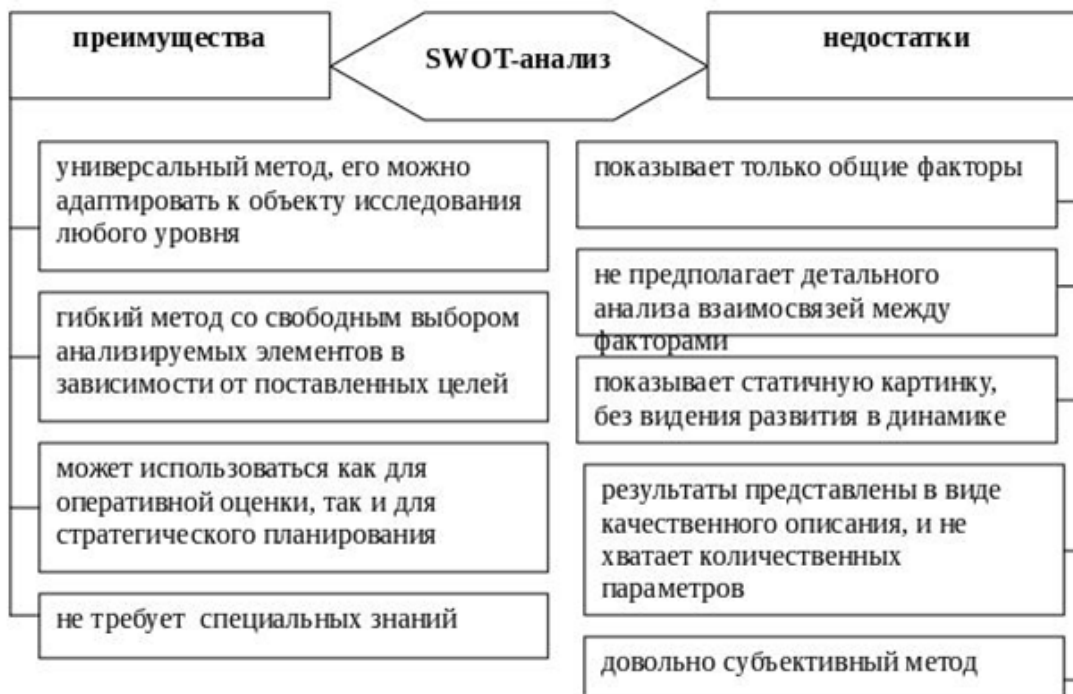 преимущества
SWOT-анализ
недостатки
универсальный метод, его можно
адаптировать к объекту исследования
любого уровня
гибкий метод со свободным выбором
анализируемых элементов в
зависимости от поставленных целей
может использоваться как для
оперативной оценки, так и для
стратегического планирования
не требует специальных знаний
показывает только общие факторы
не предполагает детального
анализа взаимосвязей между
факторами
показывает статичную картинку,
без видения развития в динамике
результаты представлены в виде
качественного описания, и не
хватает количественных
параметров
довольно субъективный метод